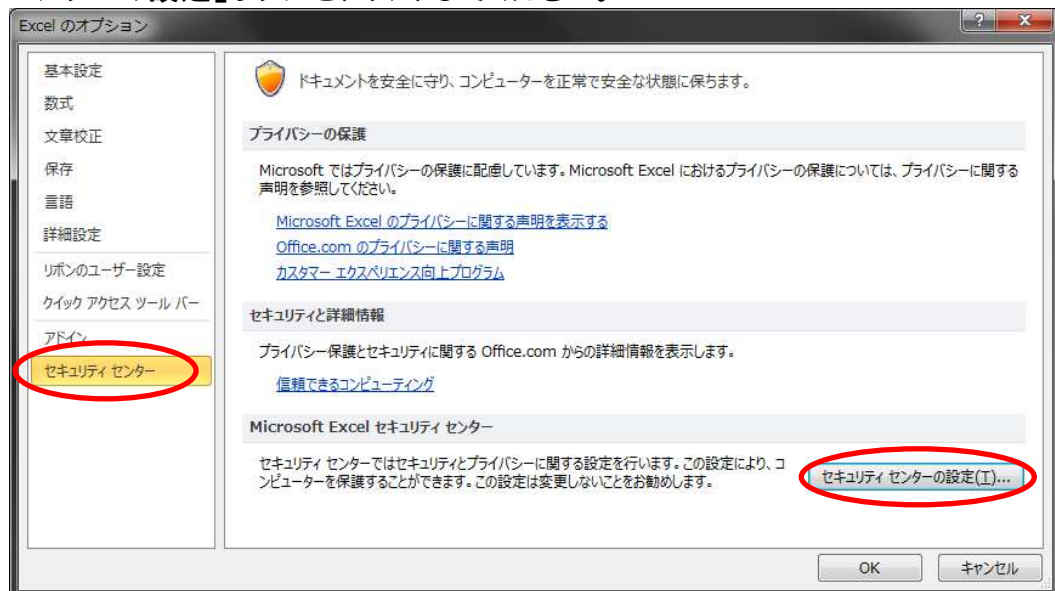 Excel のオプション
基本設定
数式
文章校正
保存
言語
詳細設定
リボンのユーザー設定
クイック アクセス ツール バー
アドイン
セキュリティ センター
ドキュメントを安全に守り、コンピューターを正常で安全な状態に保ちます。
プライバシーの保護
Microsoft ではプライバシーの保護に配慮しています。Microsoft Excel におけるプライバシーの保護については、プライバシーに関する
声明を参照してください。
Microsoft Excel のプライバシーに関する声明を表示する
Office.com のプライバシーに関する声明
カスタマー エクスペリエンス向上プログラム
セキュリティと詳細情報
プライバシー保護とセキュリティに関する Office.com からの詳細情報を表示します。
信頼できるコンピューティング
Microsoft Excel セキュリティ センター
セキュリティ センターではセキュリティとプライバシーに関する設定を行います。この設定により、コ
ンピューターを保護することができます。この設定は変更しないことをお勧めします。
セキュリティ センターの設定(T)...
OK
キャンセル